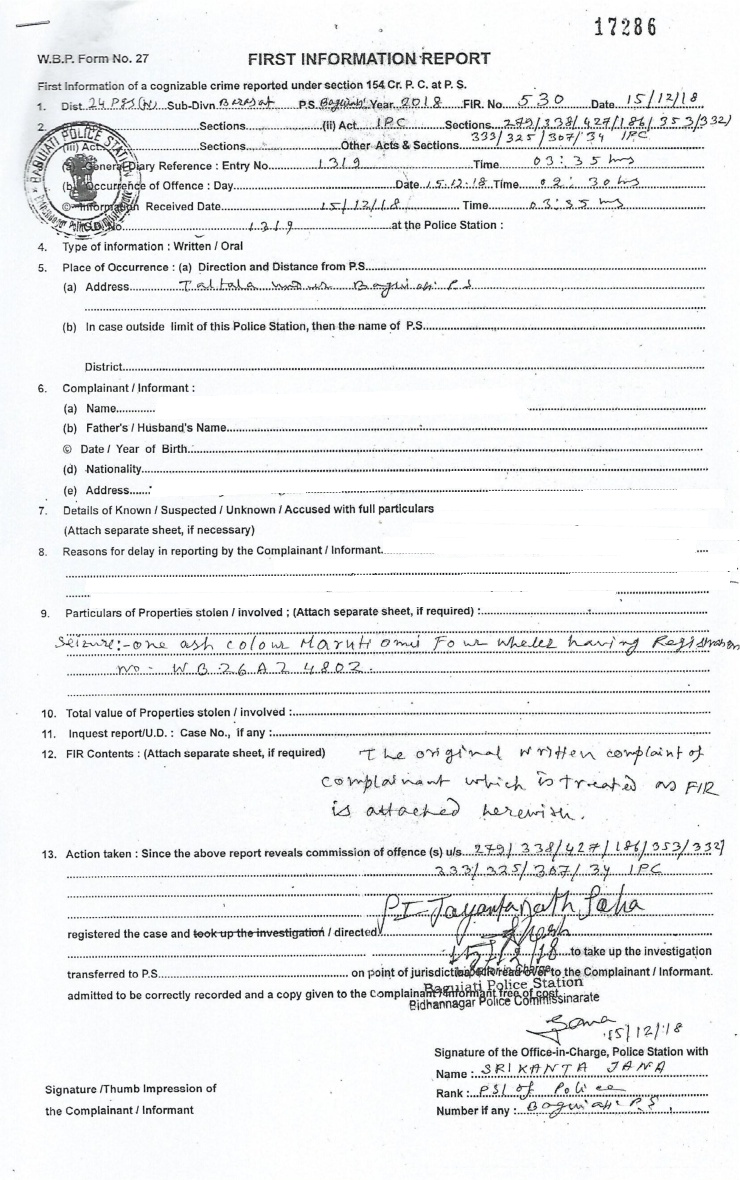 17286
W.B.P. Form No. 27
FIRST INFORMATION REPORT
First Information of a cognizable crime reported under section 154 Cr. P. C. at P. S.
1. Dist. 24 PGS (N) Sub-Divn Barasat P.S. Baguiati Year 2018 FIR. No 530 Date 15/12/18
2. Sections (ii) Act. IPC Sections 279/338/427/186/353/332/
(iii) Act Sections Other Acts & Sections 333/325/307/34 IPC
General Diary Reference : Entry No. 1319 Time 03:35 hrs
(b) Occurrence of Offence : Day Date 15.12.18 Time 02:30 hrs
© Information Received Date 15/12/18 Time 03:35 hrs
No. 1319 at the Police Station :
BAGUIATI POLICE STATION
4. Type of information : Written / Oral
5. Place of Occurrence : (a) Direction and Distance from P.S.
(a) Address Taltala under Baguiati PS
(b) In case outside limit of this Police Station, then the name of P.S.
District
6. Complainant / Informant :
(a) Name
(b) Father's / Husband's Name
© Date / Year of Birth
(d) Nationality
(e) Address
7. Details of Known / Suspected / Unknown / Accused with full particulars
(Attach separate sheet, if necessary)
8. Reasons for delay in reporting by the Complainant / Informant
9. Particulars of Properties stolen / involved ; (Attach separate sheet, if required) :
Seizure:- one ash colour Maruti omni Four wheeler having Registration
no- WB26AZ 4802.
10. Total value of Properties stolen / involved :
11. Inquest report/U.D. : Case No., if any :
12. FIR Contents : (Attach separate sheet, if required) The original written complaint of
complainant which is treated as FIR
is attached herewith.
13. Action taken : Since the above report reveals commission of offence (s) u/s 279/338/427/186/353/332/
333/325/307/34 IPC
PI Jayantanath Saha
registered the case and took up the investigation / directed
15/12/18 to take up the investigation
transferred to P.S. on point of jurisdiction FIR read over to the Complainant / Informant.
admitted to be correctly recorded and a copy given to the Complainant / Informant free of cost.
Baguiati Police Station
Bidhannagar Police Commissinarate
Jana
15/12/18
Signature of the Office-in-Charge, Police Station with
Name : SRIKANTA JANA
Signature /Thumb Impression of
Rank : PSI of Police
the Complainant / Informant
Number if any : Baguiati P.S